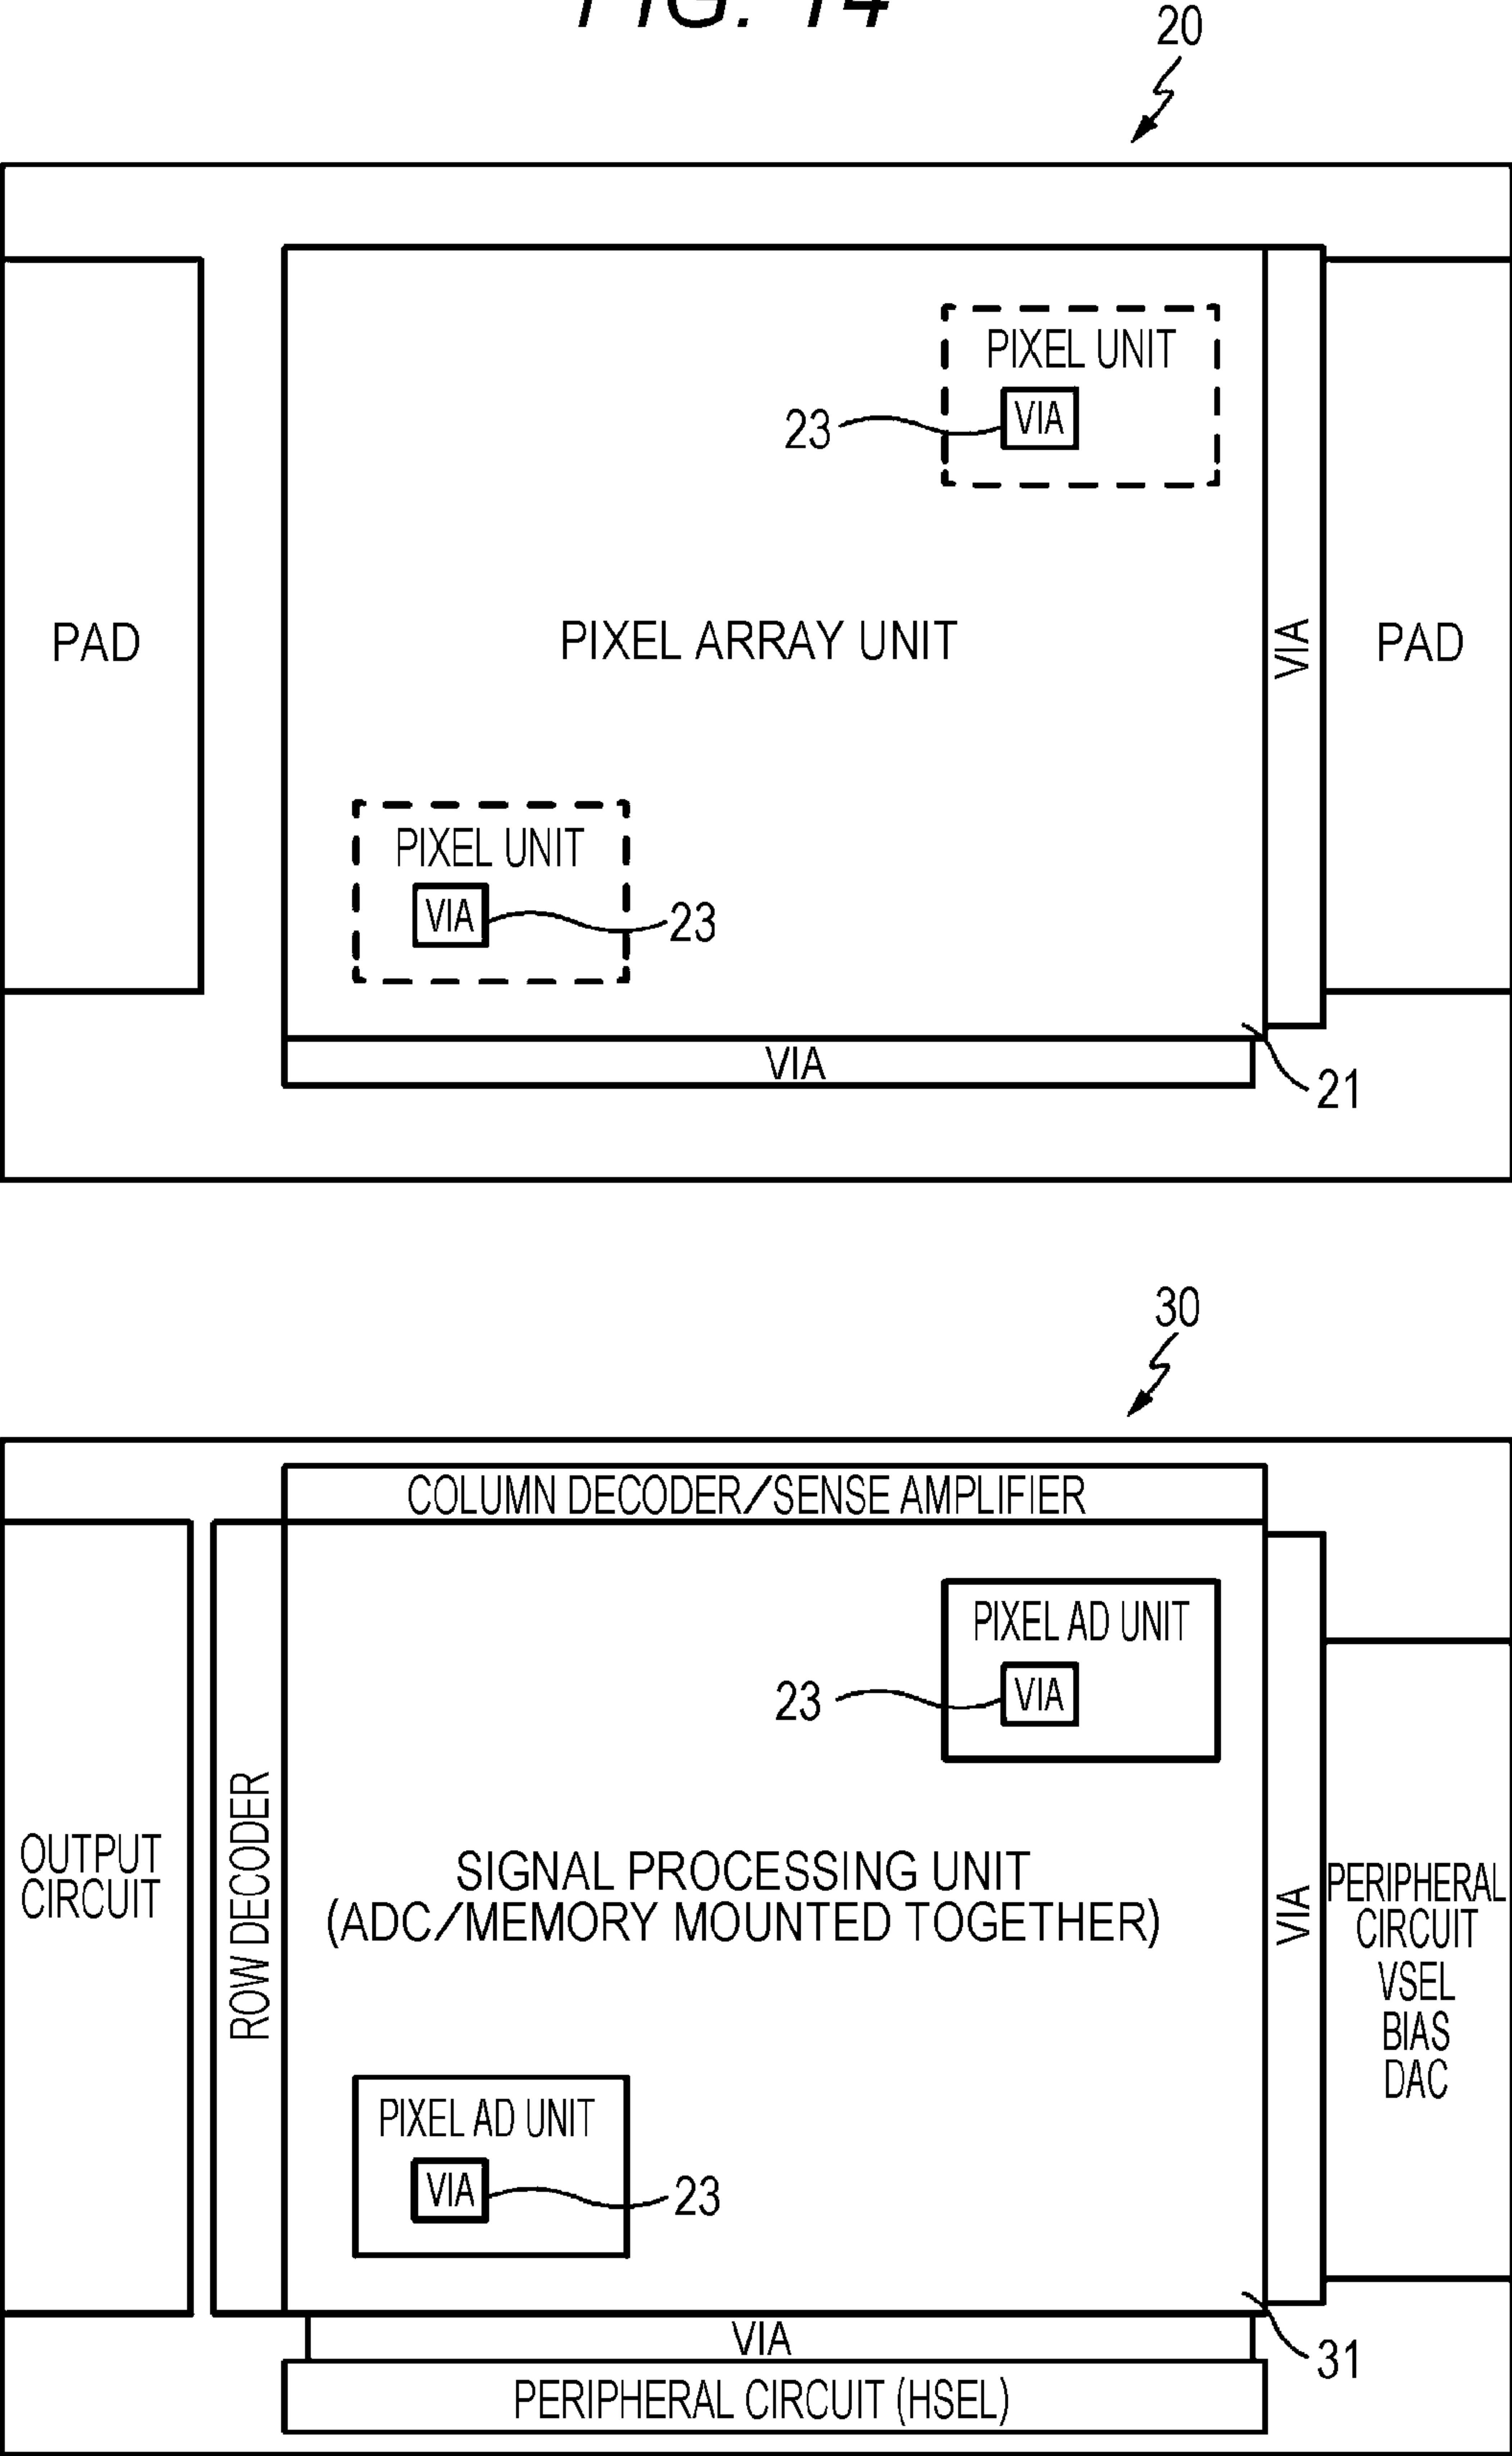 FIG. 14
20
PIXEL UNIT
VIA
23
PAD
PIXEL ARRAY UNIT
VIA
PAD
PIXEL UNIT
VIA
23
VIA
21
30
COLUMN DECODER/SENSE AMPLIFIER
PIXEL AD UNIT
VIA
23
OUTPUT
CIRCUIT
ROW DECODER
SIGNAL PROCESSING UNIT
(ADC/MEMORY MOUNTED TOGETHER)
VIA
PERIPHERAL
CIRCUIT
VSEL
BIAS
DAC
PIXEL AD UNIT
VIA
23
VIA
31
PERIPHERAL CIRCUIT (HSEL)